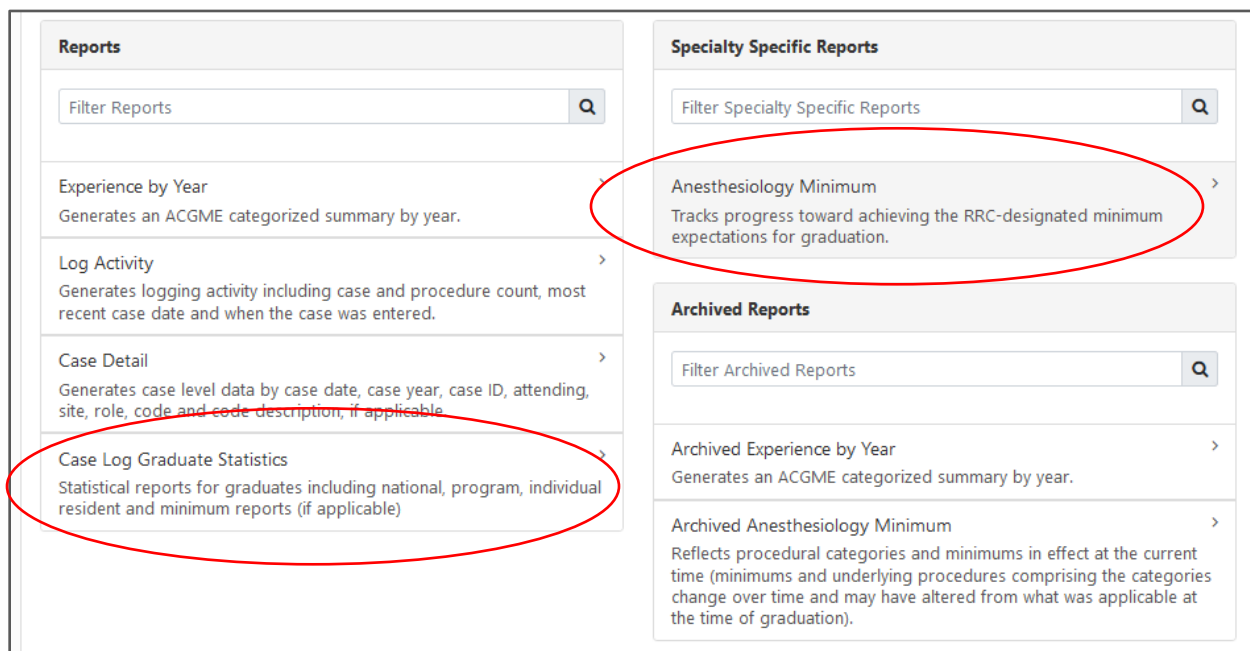 Reports
Filter Reports
Experience by Year
Generates an ACGME categorized summary by year.
Log Activity
Generates logging activity including case and procedure count, most
recent case date and when the case was entered.
Case Detail
Generates case level data by case date, case year, case ID, attending,
site, role, code and code description, if applicable.
Case Log Graduate Statistics
Statistical reports for graduates including national, program, individual
resident and minimum reports (if applicable)
Specialty Specific Reports
Filter Specialty Specific Reports
Anesthesiology Minimum
Tracks progress toward achieving the RRC-designated minimum
expectations for graduation.
Archived Reports
Filter Archived Reports
Archived Experience by Year
Generates an ACGME categorized summary by year.
Archived Anesthesiology Minimum
Reflects procedural categories and minimums in effect at the current
time (minimums and underlying procedures comprising the categories
change over time and may have altered from what was applicable at
the time of graduation).